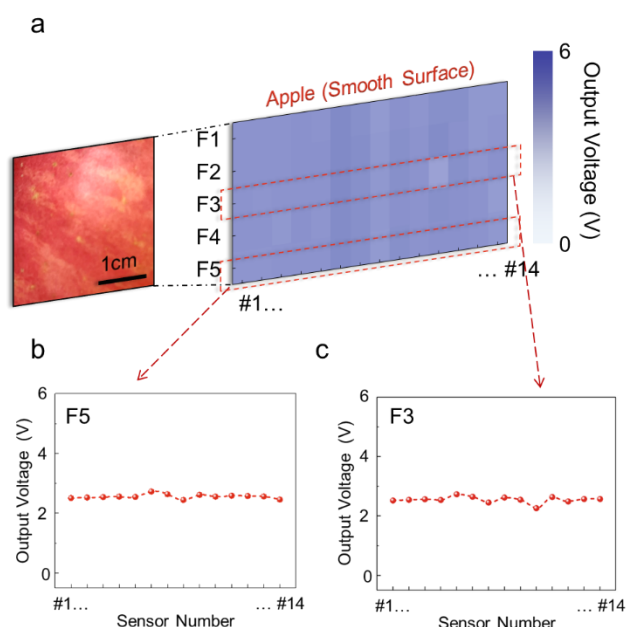 a
Apple (Smooth Surface)
F1
F2
F3
F4
F5
1cm
#1…
… #14
6
0
Output Voltage (V)
b
F5
6
4
2
0
Output Voltage (V)
#1…
… #14
Sensor Number
c
F3
6
4
2
0
Output Voltage (V)
#1…
… #14
Sensor Number